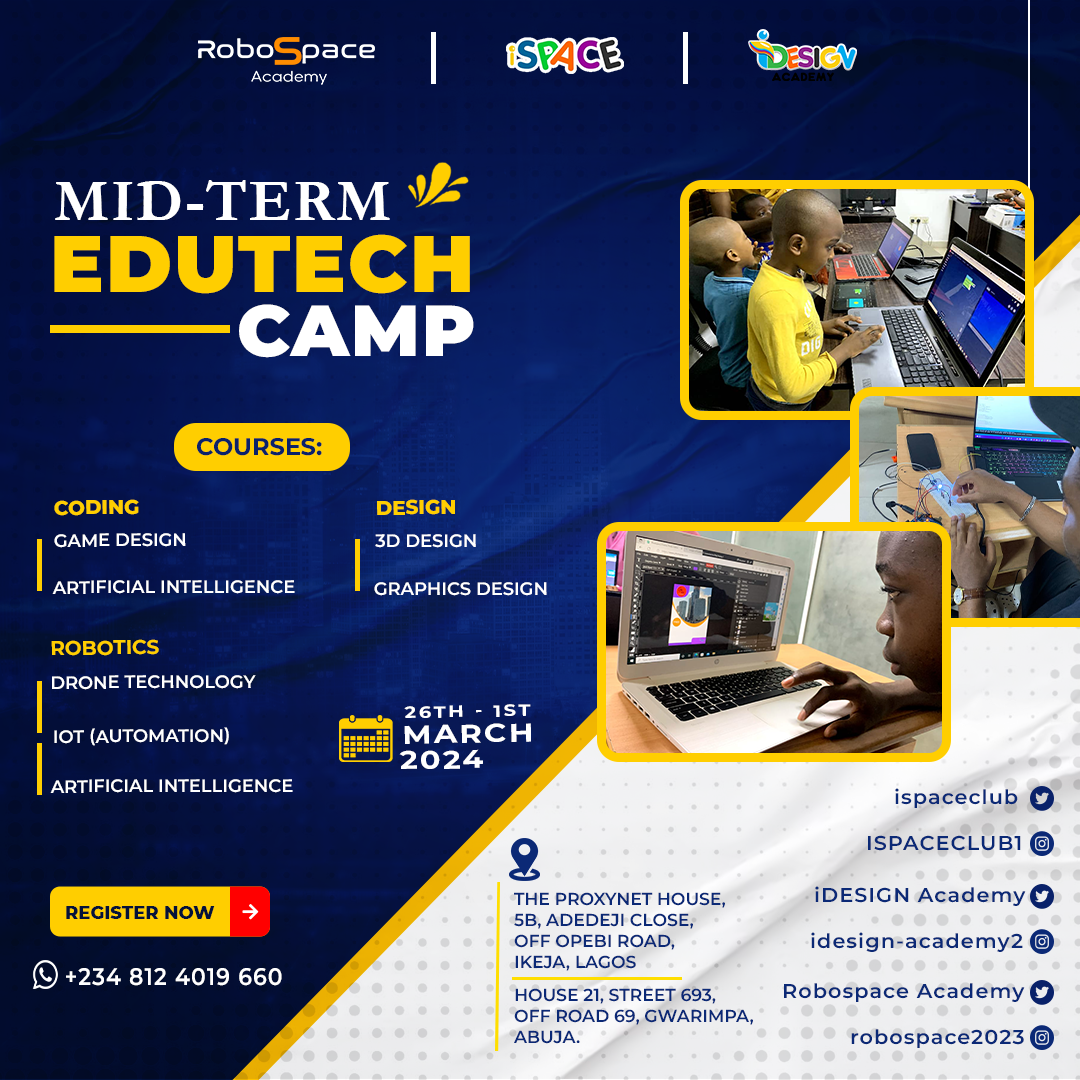 RoboSpace
Academy
iSPACE
iDESIGN
ACADEMY
MID-TERM
EDUTECH
CAMP
COURSES:
CODING
GAME DESIGN
ARTIFICIAL INTELLIGENCE
DESIGN
3D DESIGN
GRAPHICS DESIGN
ROBOTICS
DRONE TECHNOLOGY
IOT (AUTOMATION)
ARTIFICIAL INTELLIGENCE
26TH - 1ST
MARCH
2024
REGISTER NOW
+234 812 4019 660
THE PROXYNET HOUSE,
5B, ADEDEJI CLOSE,
OFF OPEBI ROAD,
IKEJA, LAGOS
HOUSE 21, STREET 693,
OFF ROAD 69, GWARIMPA,
ABUJA.
ispaceclub
ISPACECLUB1
iDESIGN Academy
idesign-academy2
Robospace Academy
robospace2023